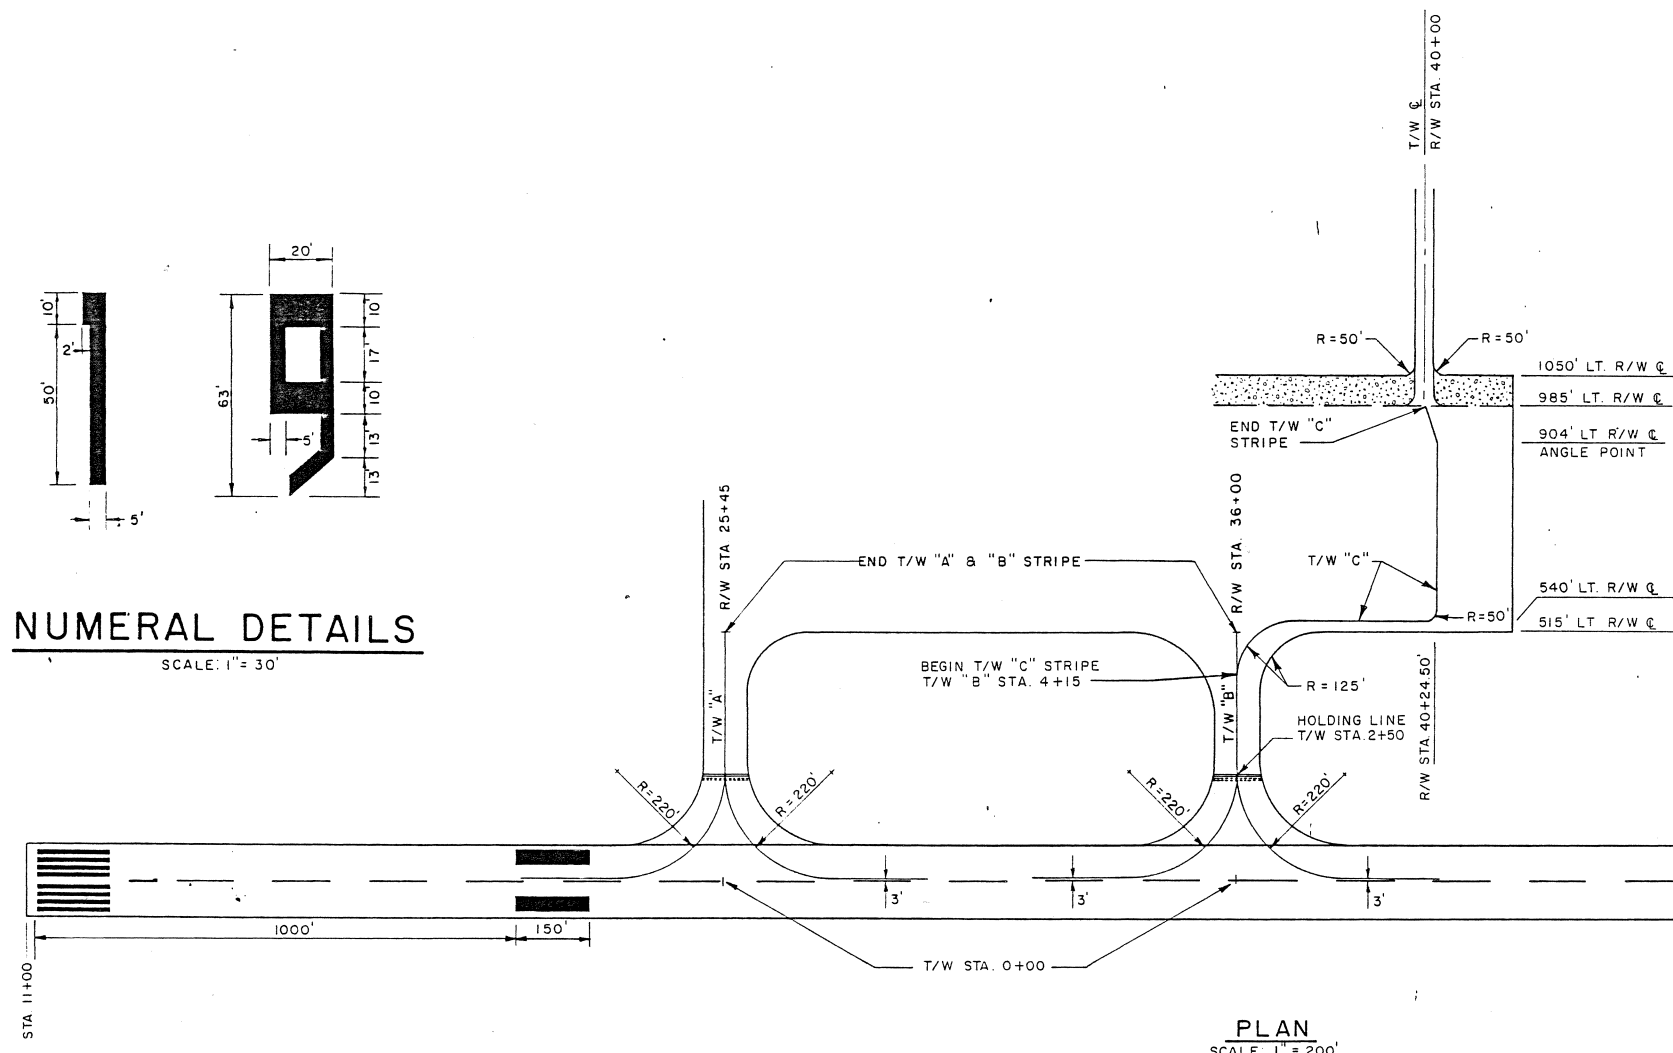 T/W ℄
R/W STA. 40+00
20'
10'
2'
50'
5'
63'
10'
17'
10'
5'
13'
13'
NUMERAL DETAILS
SCALE: 1" = 30'
R=50'
R=50'
1050' LT. R/W ℄
985' LT. R/W ℄
END T/W "C"
STRIPE
904' LT R/W ℄
ANGLE POINT
R/W STA 25+45
R/W STA. 36+00
END T/W "A" & "B" STRIPE
T/W "C"
540' LT. R/W ℄
R=50'
515' LT R/W ℄
BEGIN T/W "C" STRIPE
T/W "B" STA. 4+15
R=125'
T/W "A"
T/W "B"
HOLDING LINE
T/W STA. 2+50
R/W STA. 40+24.50'
R=220'
R=220'
R=220'
R=220'
3'
3'
3'
1000'
150'
T/W STA. 0+00
STA 11+00
PLAN
SCALE: 1" = 200'